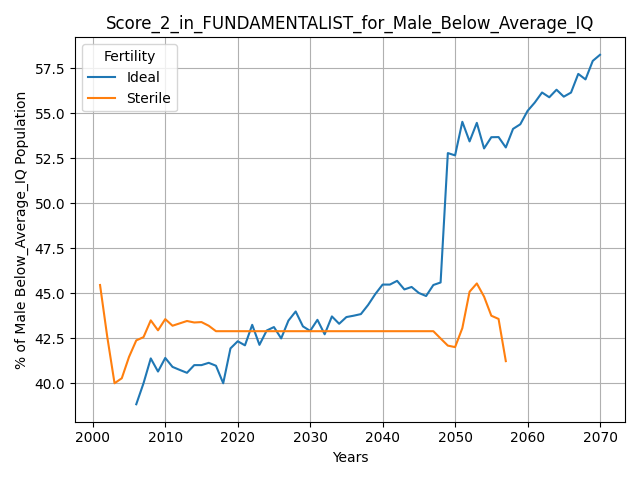 Score_2_in_FUNDAMENTALIST_for_Male_Below_Average_IQ
Fertility
Ideal
Sterile
% of Male Below_Average_IQ Population
57.5
55.0
52.5
50.0
47.5
45.0
42.5
40.0
2000 2010 2020 2030 2040 2050 2060 2070
Years